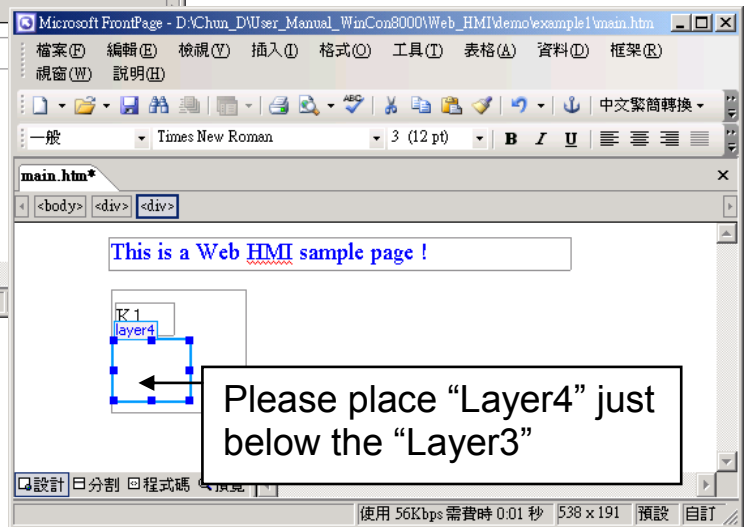 Microsoft FrontPage - D:\Chun_D\User_Manual_WinCon8000\Web_HMI\demo\example1\main.htm
檔案(F) 編輯(E) 檢視(V) 插入(I) 格式(O) 工具(T) 表格(A) 資料(D) 框架(R)
視窗(W) 說明(H)
中文繁簡轉換
一般 Times New Roman 3 (12 pt) B I U
main.htm*
<body> <div> <div>
This is a Web HMI sample page !
K1
layer4
Please place “Layer4” just
below the “Layer3”
設計 分割 程式碼
使用 56Kbps 需費時 0:01 秒 538 x 191 預設 自訂